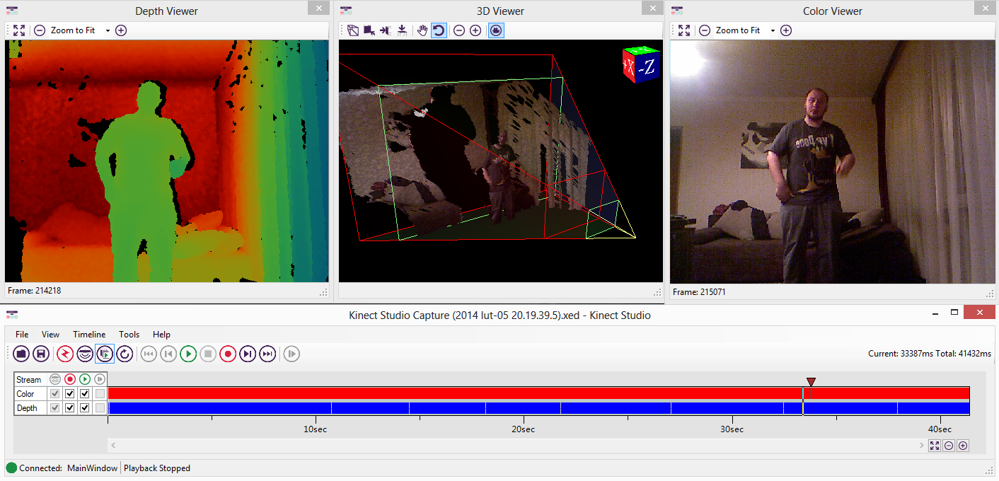 Depth Viewer
Zoom to Fit
Frame: 214218
3D Viewer
+X -Z
Color Viewer
Zoom to Fit
Frame: 215071
Kinect Studio Capture (2014 lut-05 20.19.39.5).xed - Kinect Studio
File View Timeline Tools Help
Current: 33387ms Total: 41432ms
Stream
Color
Depth
10sec 20sec 30sec 40sec
Connected: MainWindow Playback Stopped